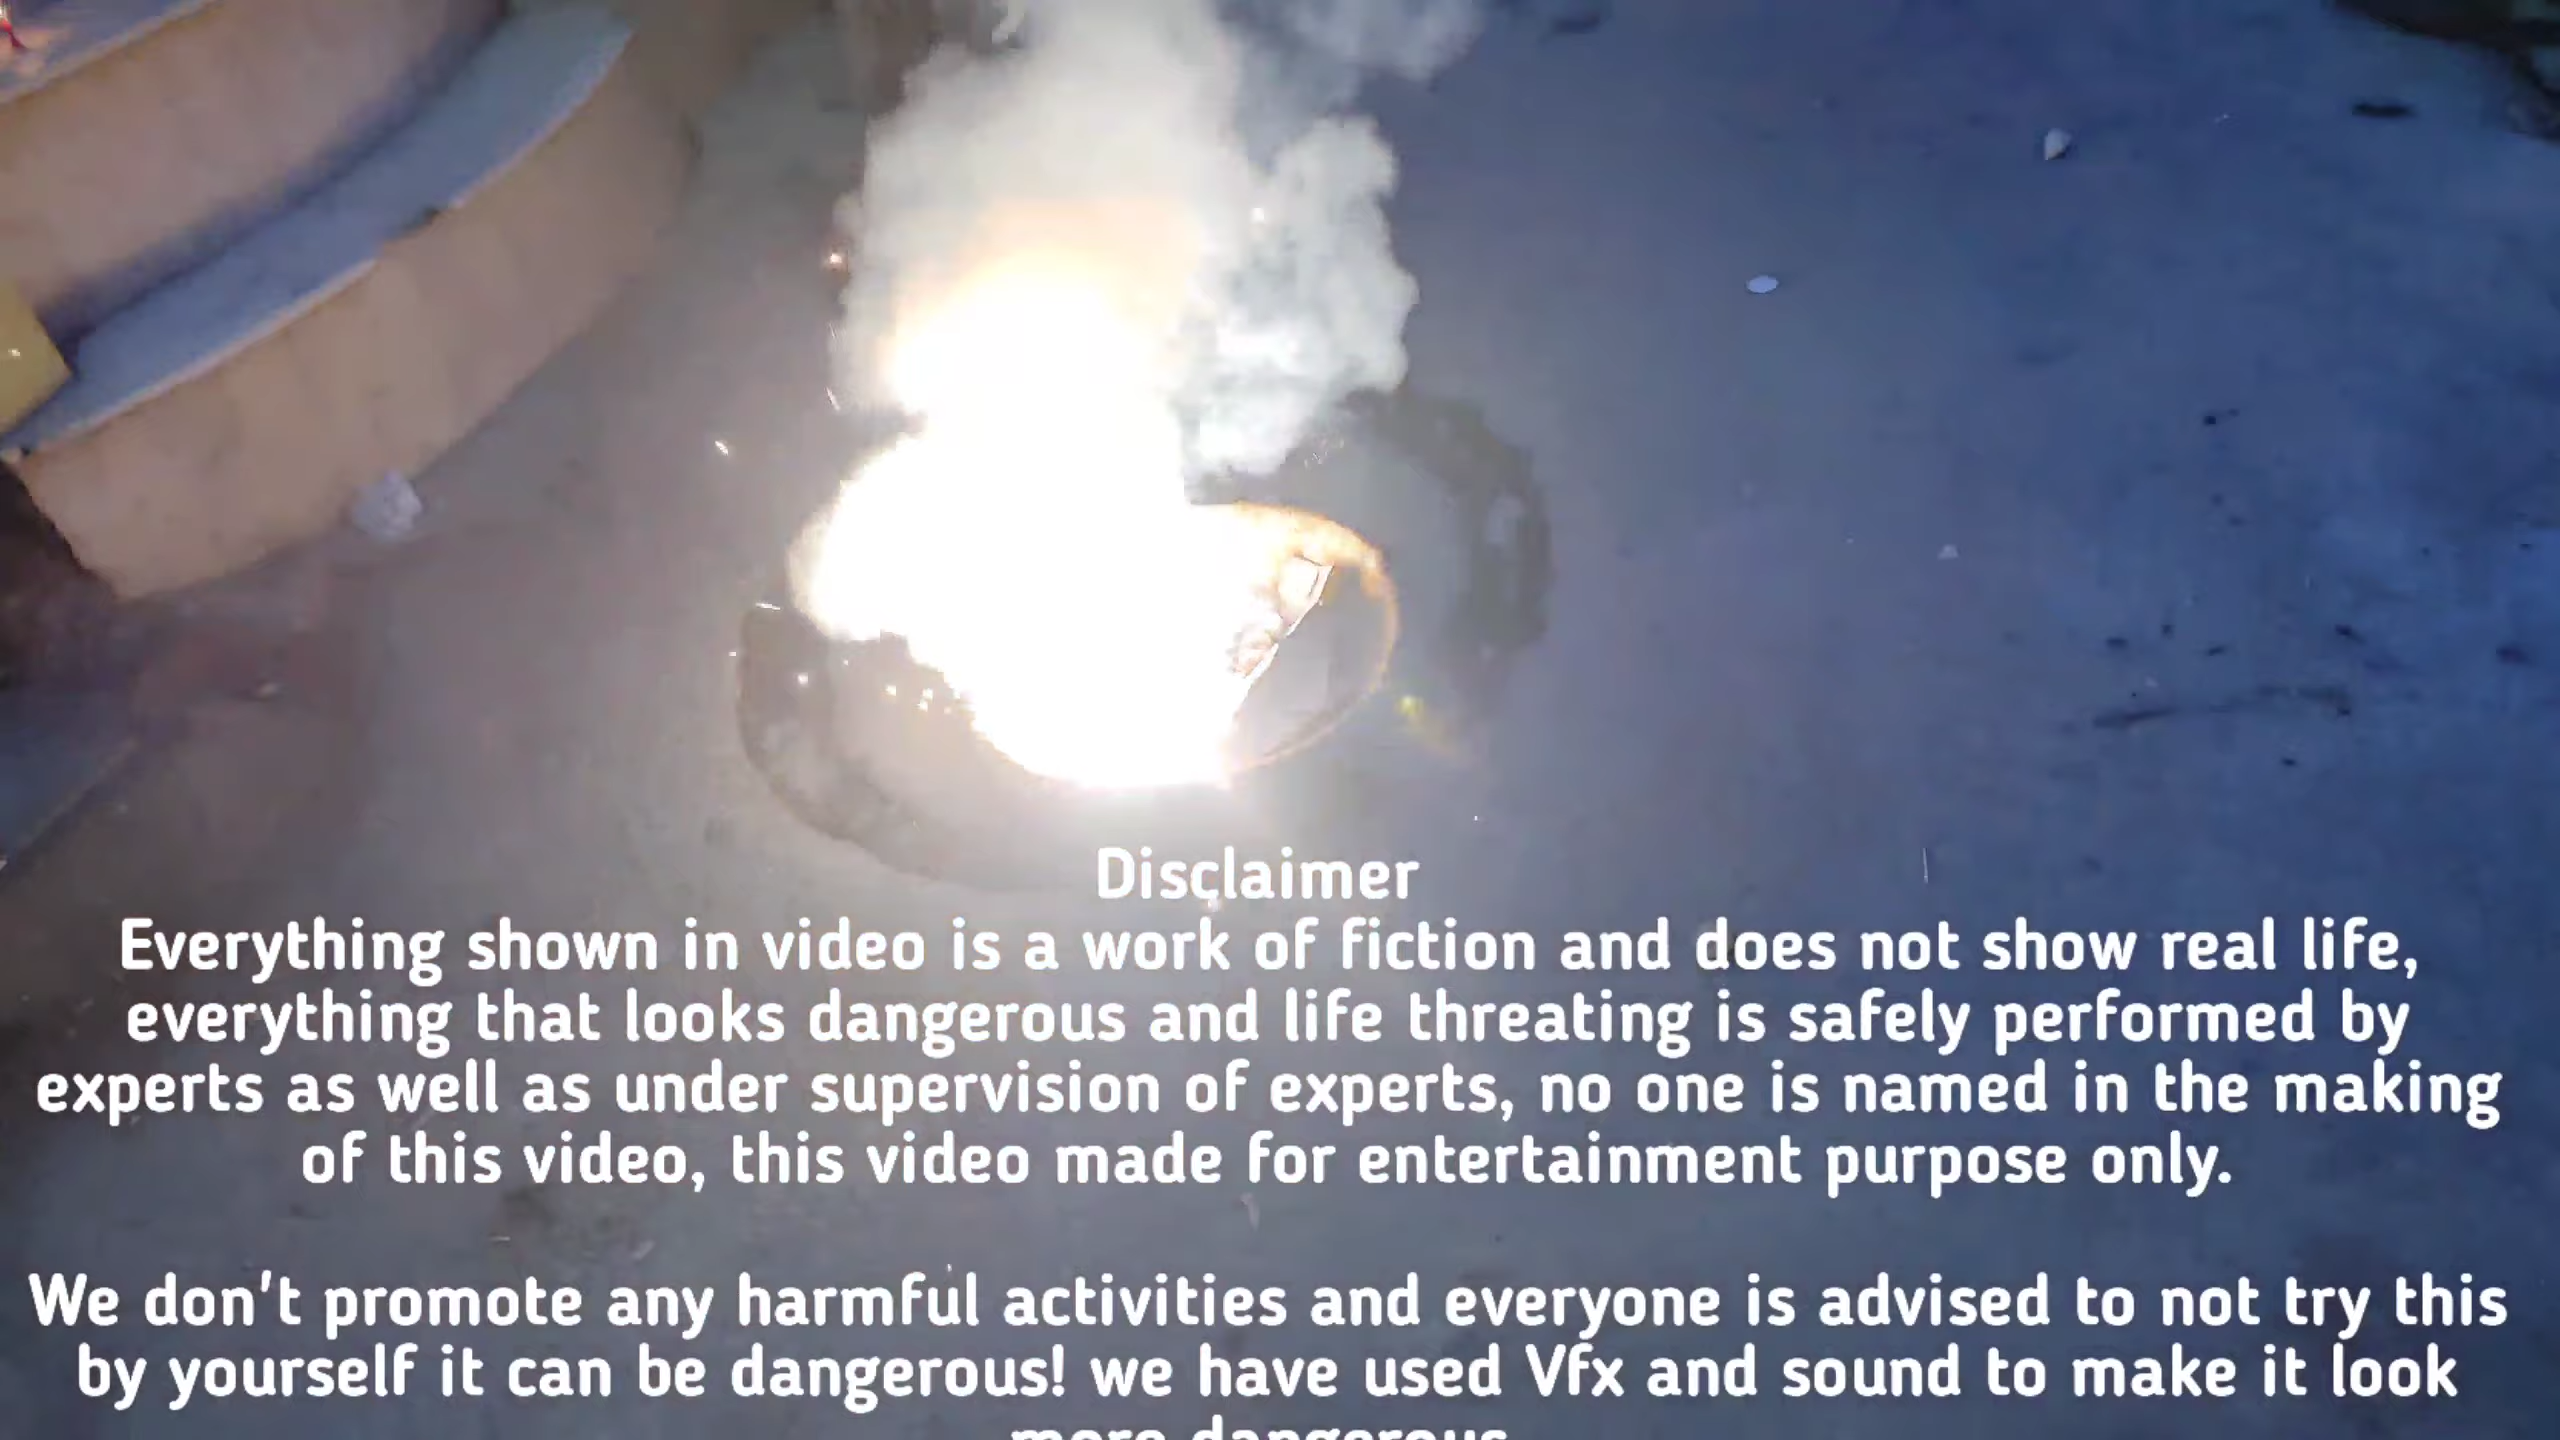 Disclaimer
Everything shown in video is a work of fiction and does not show real life,
everything that looks dangerous and life threating is safely performed by
experts as well as under supervision of experts, no one is named in the making
of this video, this video made for entertainment purpose only.
We don't promote any harmful activities and everyone is advised to not try this
by yourself it can be dangerous! we have used Vfx and sound to make it look
more dangerous